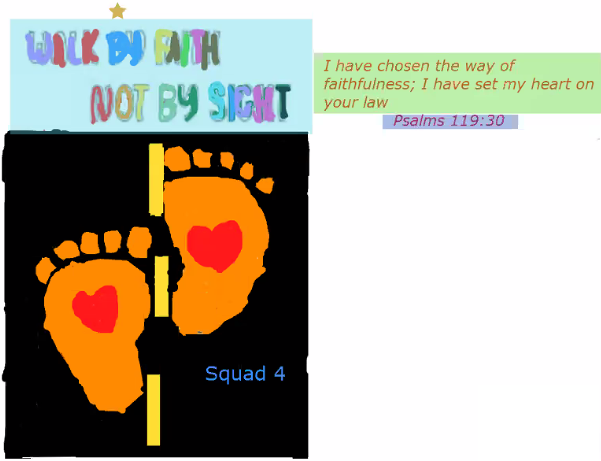 WALK BY FAITH
NOT BY SIGHT
I have chosen the way of
faithfulness; I have set my heart on
your law
Psalms 119:30
Squad 4